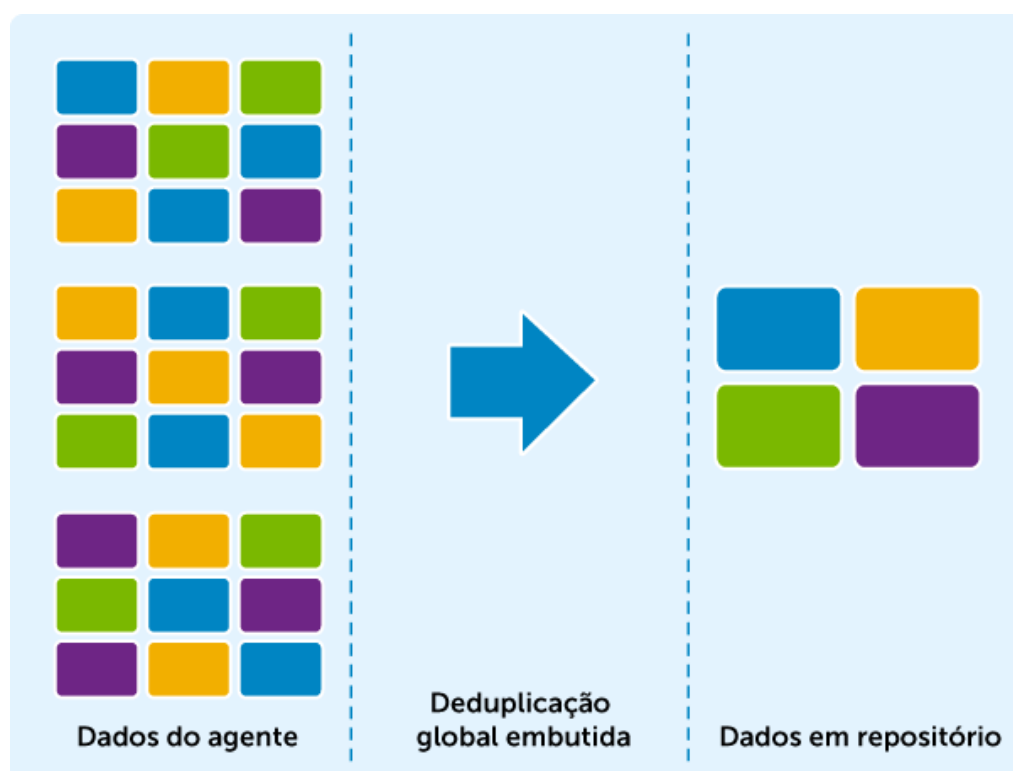 Dados do agente
Deduplicação
global embutida
Dados em repositório